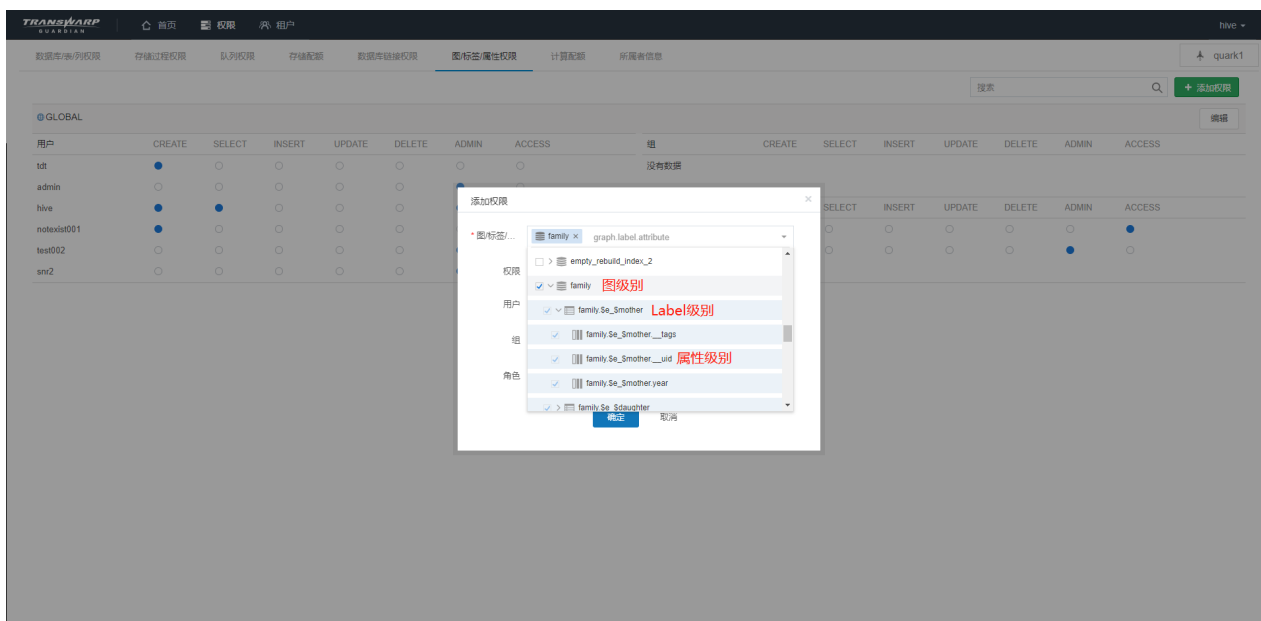 TRANSWARP
GUARDIAN
首页
权限
租户
hive
数据库/表/列权限
存储过程权限
队列权限
存储配额
数据库链接权限
图/标签/属性权限
计算配额
所属者信息
quark1
搜索
+ 添加权限
GLOBAL
编辑
用户 CREATE SELECT INSERT UPDATE DELETE ADMIN ACCESS
组 CREATE SELECT INSERT UPDATE DELETE ADMIN ACCESS
tdt
没有数据
admin
hive
SELECT INSERT UPDATE DELETE ADMIN ACCESS
notexist001
test002
snr2
添加权限 ×
* 图/标签/...
family × graph.label.attribute
权限
用户
组
角色
empty_rebuild_index_2
family 图级别
family.$e_$mother Label级别
family.$e_$mother.__tags
family.$e_$mother.__uid 属性级别
family.$e_$mother.year
family.$e_$daughter
确定 取消